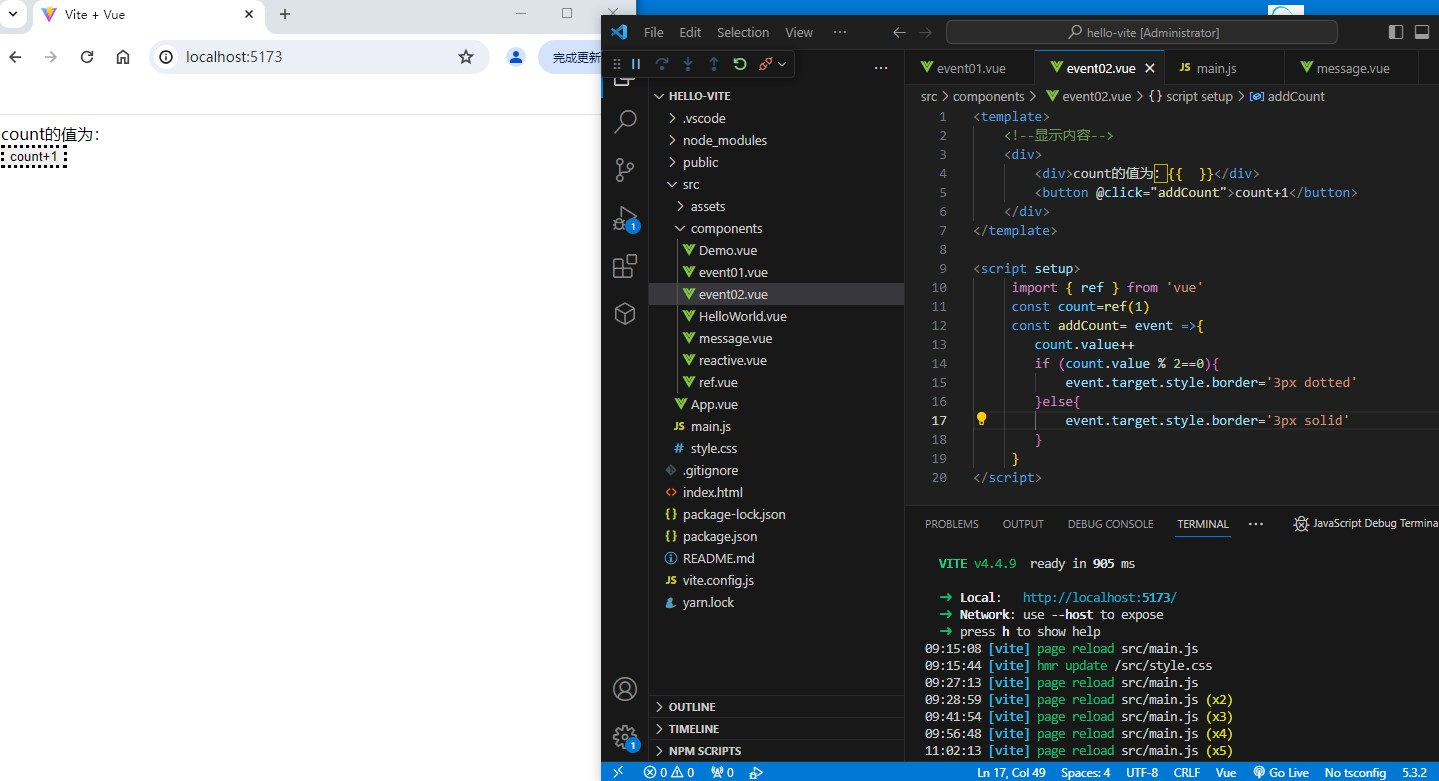 Vite + Vue
localhost:5173
完成更新
count的值为：
count+1
File Edit Selection View ···
hello-vite [Administrator]
HELLO-VITE
.vscode
node_modules
public
src
assets
components
Demo.vue
event01.vue
event02.vue
HelloWorld.vue
message.vue
reactive.vue
ref.vue
App.vue
JS main.js
# style.css
.gitignore
<> index.html
{} package-lock.json
{} package.json
README.md
JS vite.config.js
yarn.lock
OUTLINE
TIMELINE
NPM SCRIPTS
event01.vue event02.vue JS main.js message.vue
src > components > event02.vue > {} script setup > addCount
1 <template>
2 <!--显示内容-->
3 <div>
4 <div>count的值为：{{  }}</div>
5 <button @click="addCount">count+1</button>
6 </div>
7 </template>
8
9 <script setup>
10 import { ref } from 'vue'
11 const count=ref(1)
12 const addCount= event =>{
13 count.value++
14 if (count.value % 2==0){
15 event.target.style.border='3px dotted'
16 }else{
17 event.target.style.border='3px solid'
18 }
19 }
20 </script>
PROBLEMS OUTPUT DEBUG CONSOLE TERMINAL ··· JavaScript Debug Termina
VITE v4.4.9 ready in 905 ms
➜ Local: http://localhost:5173/
➜ Network: use --host to expose
➜ press h to show help
09:15:08 [vite] page reload src/main.js
09:15:44 [vite] hmr update /src/style.css
09:27:13 [vite] page reload src/main.js
09:28:59 [vite] page reload src/main.js (x2)
09:41:54 [vite] page reload src/main.js (x3)
09:56:48 [vite] page reload src/main.js (x4)
11:02:13 [vite] page reload src/main.js (x5)
1
1
0 0 0 Ln 17, Col 49 Spaces: 4 UTF-8 CRLF Vue Go Live No tsconfig 5.3.2